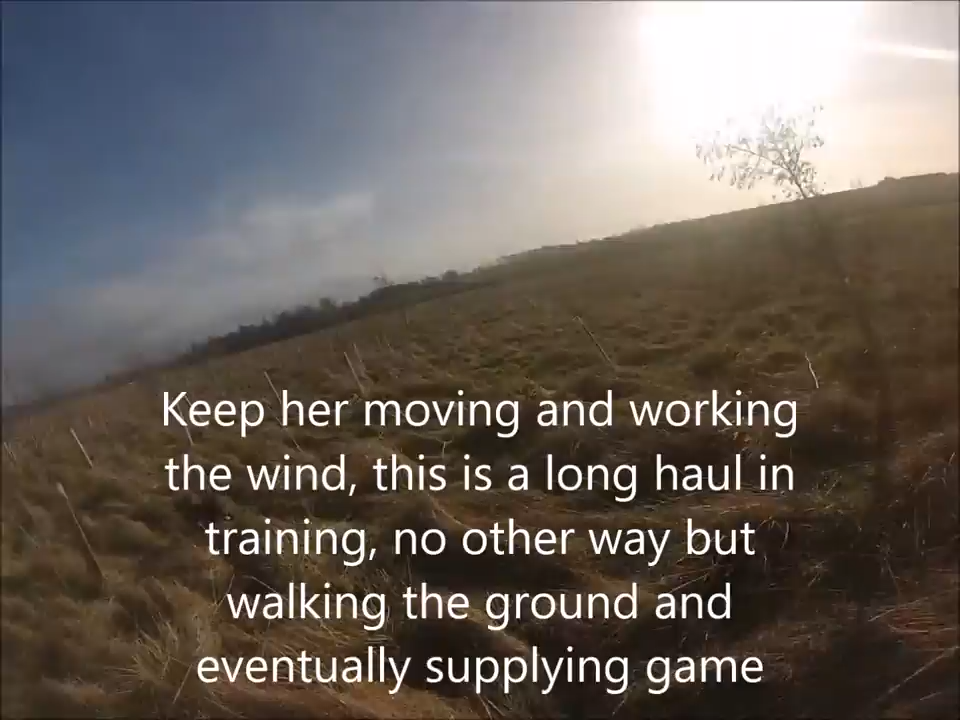 Keep her moving and working
the wind, this is a long haul in
training, no other way but
walking the ground and
eventually supplying game